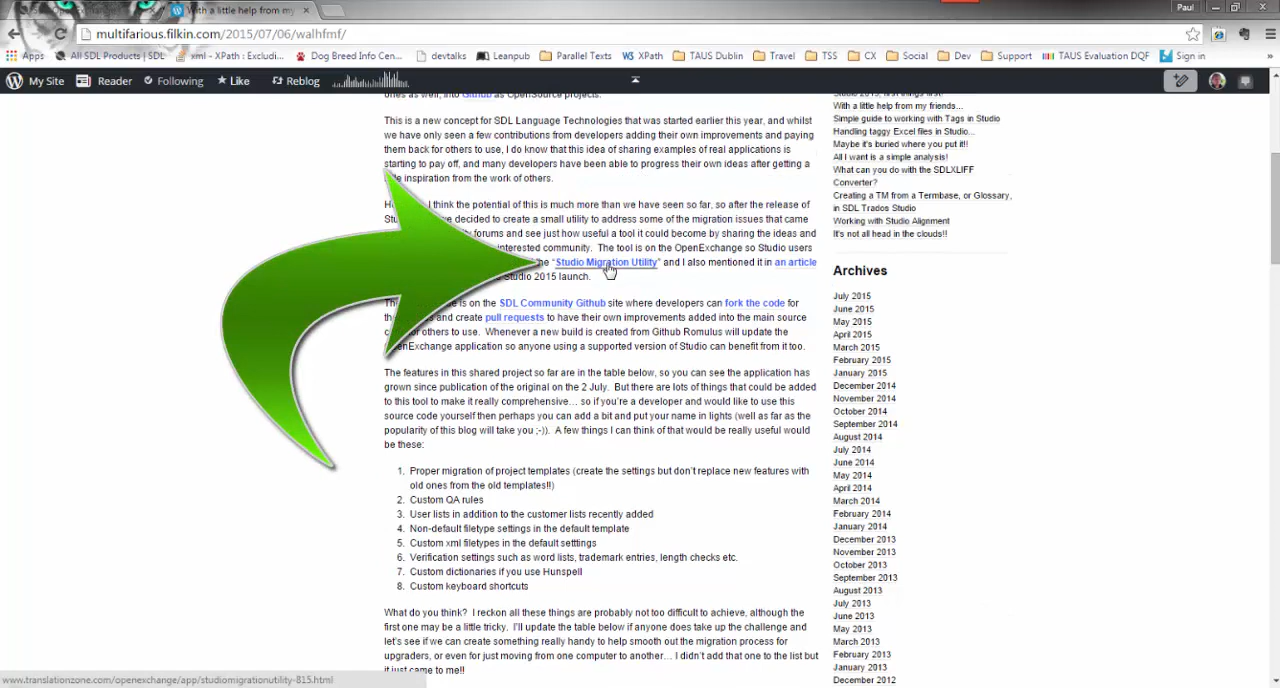 With a little help from my
Paul
multifarious.filkin.com/2015/07/06/walhfmf/
Apps
All SDL Products | SDL
xml - XPath : Excludi...
Dog Breed Info Cen...
devtalks
Leanpub
Parallel Texts
XPath
TAUS Dublin
Travel
TSS
CX
Social
Dev
Support
TAUS Evaluation DQF
Sign in
My Site
Reader
Following
Like
Reblog
ones as well, into Github as OpenSource projects.
This is a new concept for SDL Language Technologies that was started earlier this year, and whilst
we have only seen a few contributions from developers adding their own improvements and paying
them back for others to use, I do know that this idea of sharing examples of real applications is
starting to pay off, and many developers have been able to progress their own ideas after getting a
inspiration from the work of others.
I think the potential of this is much more than we have seen so far, so after the release of
decided to create a small utility to address some of the migration issues that came
forums and see just how useful a tool it could become by sharing the ideas and
interested community. The tool is on the OpenExchange so Studio users
the "Studio Migration Utility" and I also mentioned it in an article
Studio 2015 launch.
is on the SDL Community Github site where developers can fork the code for
and create pull requests to have their own improvements added into the main source
others to use. Whenever a new build is created from Github Romulus will update the
OpenExchange application so anyone using a supported version of Studio can benefit from it too.
The features in this shared project so far are in the table below, so you can see the application has
grown since publication of the original on the 2 July. But there are lots of things that could be added
to this tool to make it really comprehensive... so if you're a developer and would like to use this
source code yourself then perhaps you can add a bit and put your name in lights (well as far as the
popularity of this blog will take you ;-)). A few things I can think of that would be really useful would
be these:
1. Proper migration of project templates (create the settings but don't replace new features with
old ones from the old templates!!)
2. Custom QA rules
3. User lists in addition to the customer lists recently added
4. Non-default filetype settings in the default template
5. Custom xml filetypes in the default setttings
6. Verification settings such as word lists, trademark entries, length checks etc.
7. Custom dictionaries if you use Hunspell
8. Custom keyboard shortcuts
What do you think? I reckon all these things are probably not too difficult to achieve, although the
first one may be a little tricky. I'll update the table below if anyone does take up the challenge and
let's see if we can create something really handy to help smooth out the migration process for
upgraders, or even for just moving from one computer to another... I didn't add that one to the list but
it just came to me!!
Studio 2015, first things first!
With a little help from my friends...
Simple guide to working with Tags in Studio
Handling taggy Excel files in Studio...
Maybe it's buried where you put it!!
All I want is a simple analysis!
What can you do with the SDLXLIFF
Converter?
Creating a TM from a Termbase, or Glossary,
in SDL Trados Studio
Working with Studio Alignment
It's not all head in the clouds!!
Archives
July 2015
June 2015
May 2015
April 2015
March 2015
February 2015
January 2015
December 2014
November 2014
October 2014
September 2014
August 2014
July 2014
June 2014
May 2014
April 2014
March 2014
February 2014
January 2014
December 2013
November 2013
October 2013
September 2013
August 2013
July 2013
June 2013
May 2013
March 2013
February 2013
January 2013
December 2012
www.translationzone.com/openexchange/app/studiomigrationutility-815.html